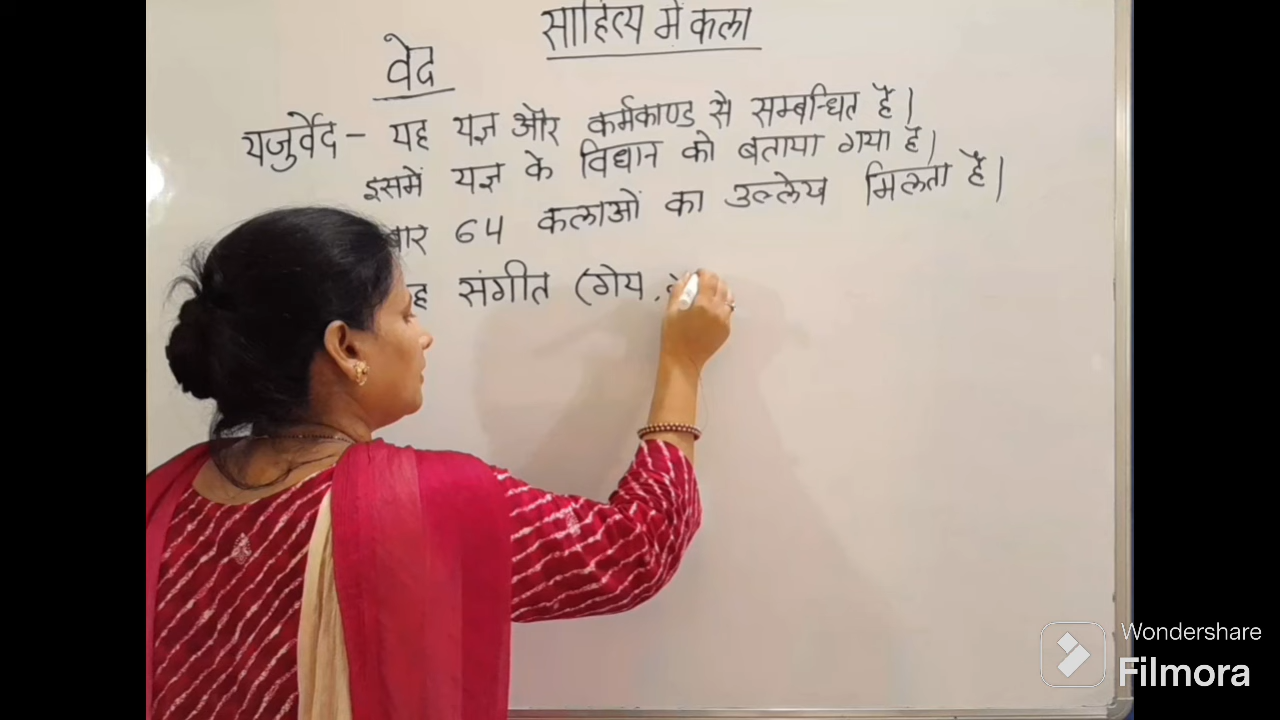 साहित्य में कला
वेद
यजुर्वेद - यह यज्ञ और कर्मकाण्ड से सम्बन्धित है।
इसमें यज्ञ के विधान को बताया गया है।
64 कलाओं का उल्लेख मिलता है।
संगीत (गेय
Wondershare
Filmora